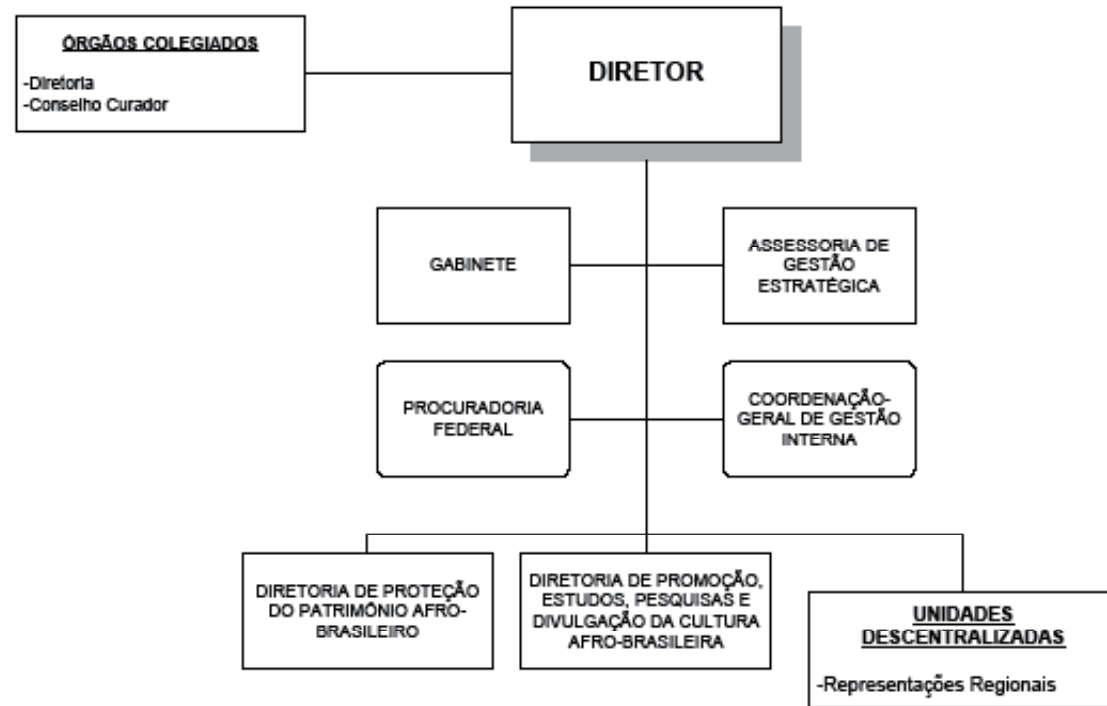 ÓRGÃOS COLEGIADOS
-Diretoria
-Conselho Curador
DIRETOR
GABINETE
ASSESSORIA DE
GESTÃO
ESTRATÉGICA
PROCURADORIA
FEDERAL
COORDENAÇÃO-
GERAL DE GESTÃO
INTERNA
DIRETORIA DE PROTEÇÃO
DO PATRIMÔNIO AFRO-
BRASILEIRO
DIRETORIA DE PROMOÇÃO,
ESTUDOS, PESQUISAS E
DIVULGAÇÃO DA CULTURA
AFRO-BRASILEIRA
UNIDADES
DESCENTRALIZADAS
-Representações Regionais